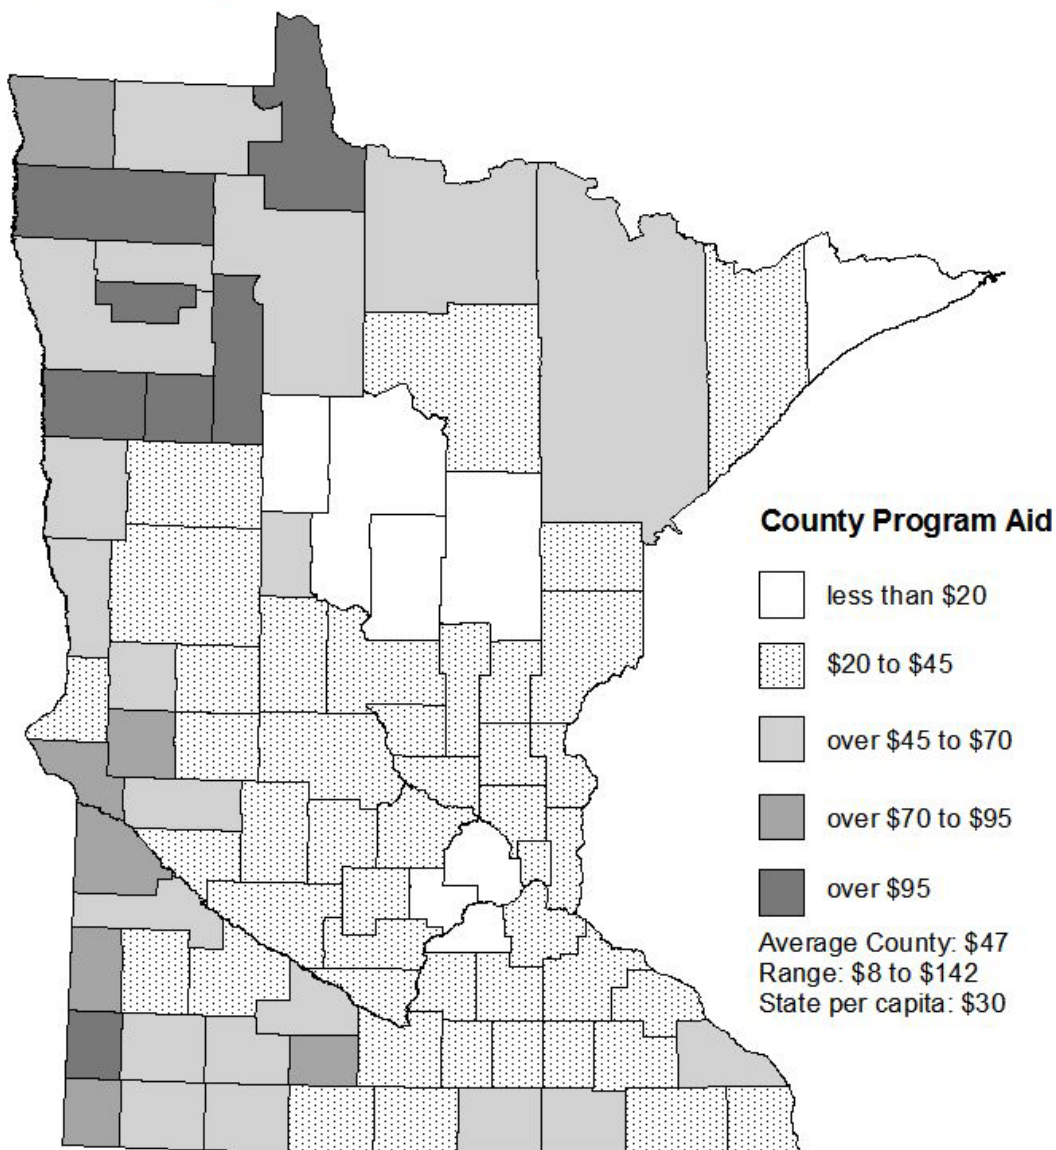 County Program Aid
less than $20
$20 to $45
over $45 to $70
over $70 to $95
over $95
Average County: $47
Range: $8 to $142
State per capita: $30